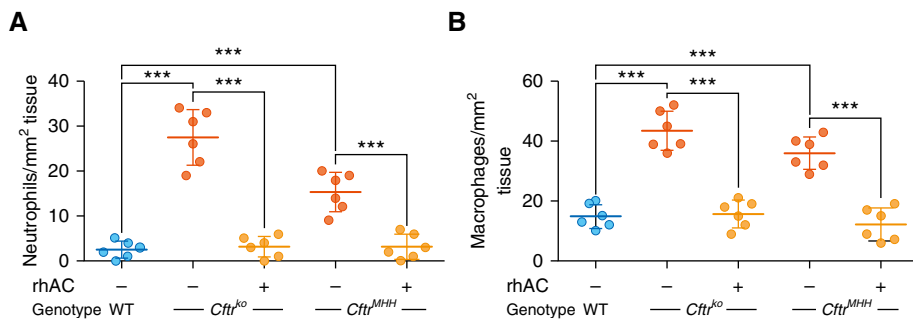 A
B
***
***
***
***
***
***
***
***
Neutrophils/mm² tissue
40
30
20
10
0
Macrophages/mm²
tissue
60
40
20
0
rhAC – – + – +
Genotype WT Cftr^ko Cftr^MHH
rhAC – – + – +
Genotype WT Cftr^ko Cftr^MHH